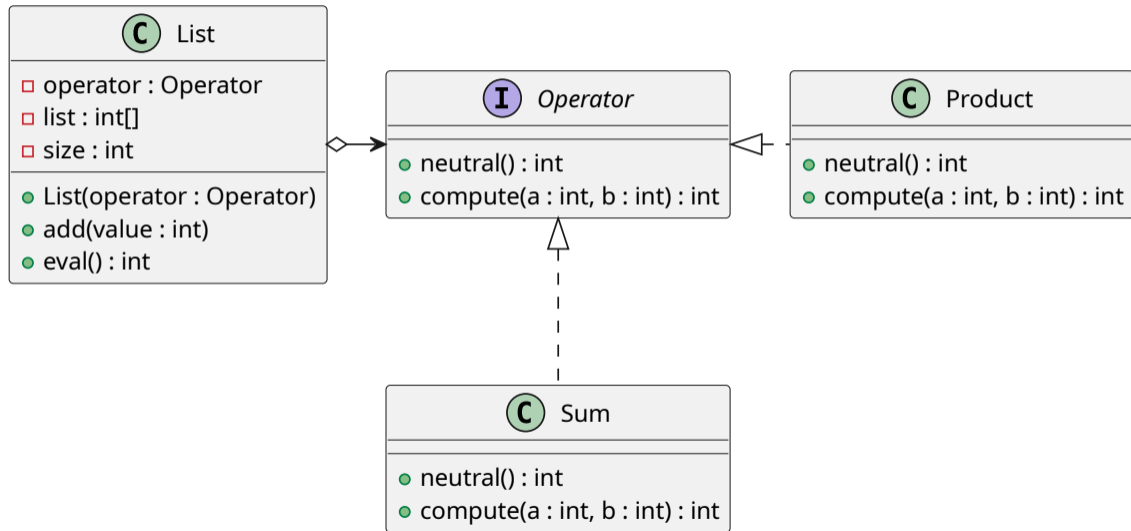 C List
operator : Operator
list : int[]
size : int
List(operator : Operator)
add(value : int)
eval() : int
I Operator
neutral() : int
compute(a : int, b : int) : int
C Product
neutral() : int
compute(a : int, b : int) : int
C Sum
neutral() : int
compute(a : int, b : int) : int